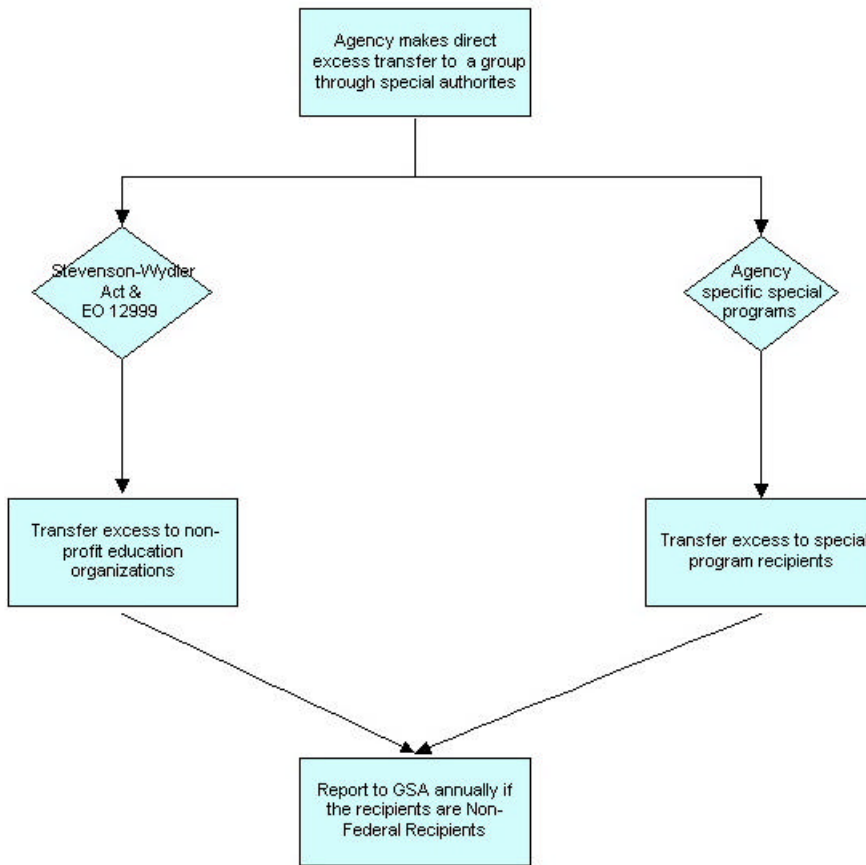 Agency makes direct
excess transfer to a group
through special authorites
Stevenson-Wydler
Act &
EO 12999
Agency
specific special
programs
Transfer excess to non-
profit education
organizations
Transfer excess to special
program recipients
Report to GSA annually if
the recipients are Non-
Federal Recipients